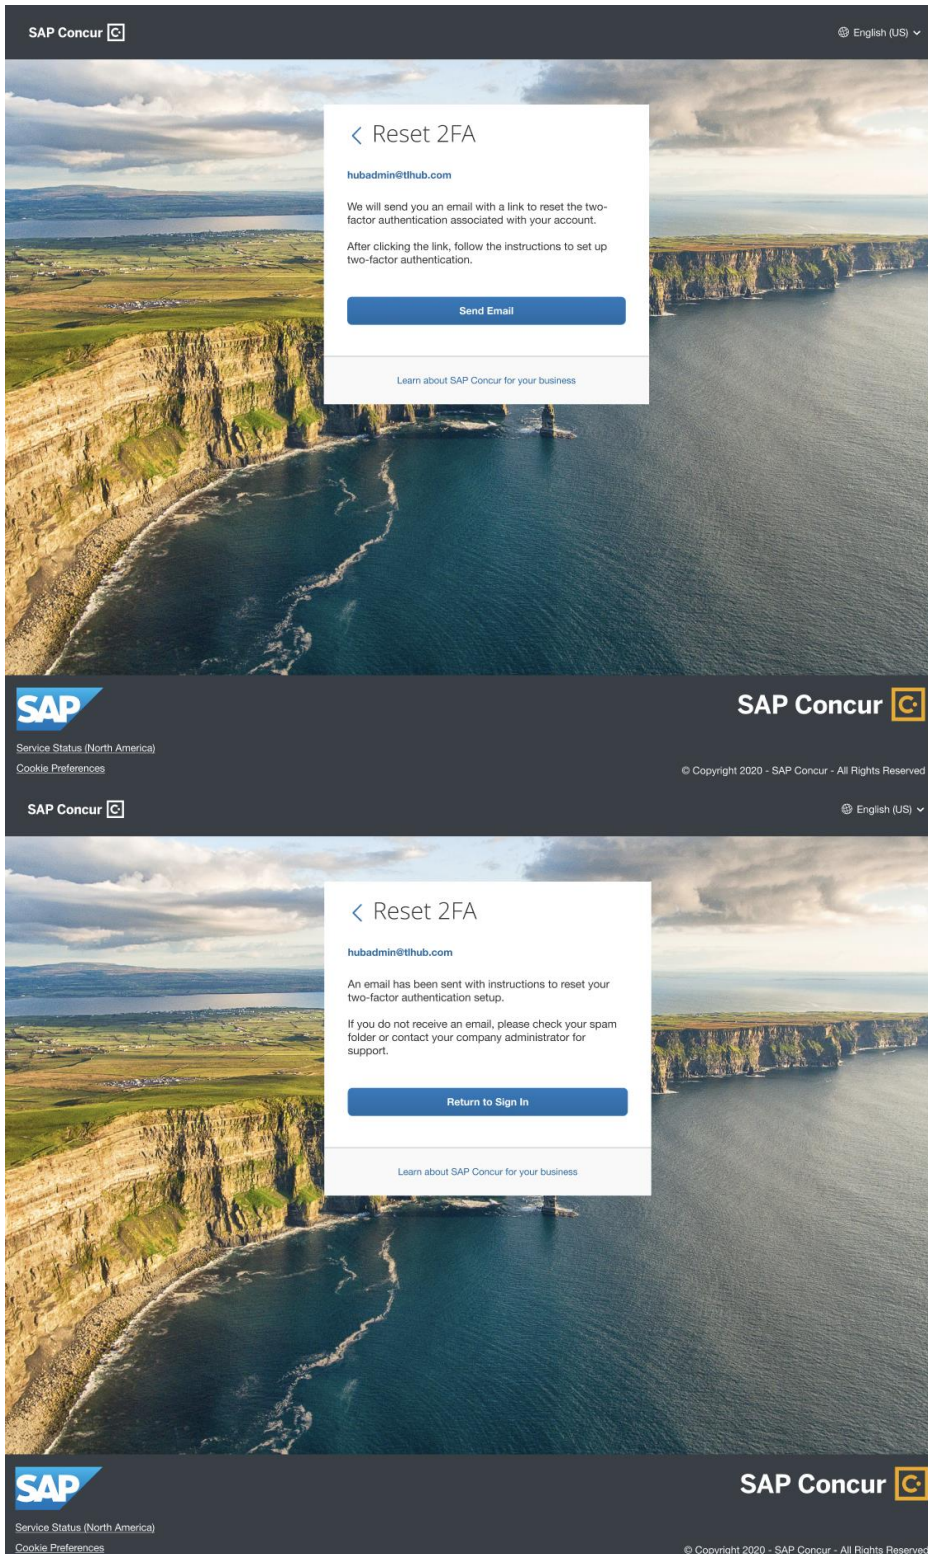 SAP Concur C
English (US)
Reset 2FA
hubadmin@tlhub.com
We will send you an email with a link to reset the two-
factor authentication associated with your account.
After clicking the link, follow the instructions to set up
two-factor authentication.
Send Email
Learn about SAP Concur for your business
SAP
SAP Concur C
Service Status (North America)
Cookie Preferences
© Copyright 2020 - SAP Concur - All Rights Reserved
SAP Concur C
English (US)
Reset 2FA
hubadmin@tlhub.com
An email has been sent with instructions to reset your
two-factor authentication setup.
If you do not receive an email, please check your spam
folder or contact your company administrator for
support.
Return to Sign In
Learn about SAP Concur for your business
SAP
SAP Concur C
Service Status (North America)
Cookie Preferences
© Copyright 2020 - SAP Concur - All Rights Reserved